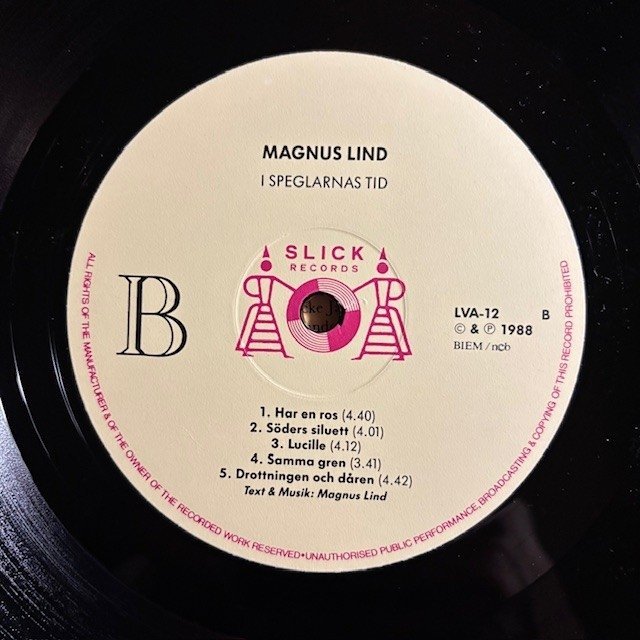 MAGNUS LIND
I SPEGLARNAS TID
SLICK
RECORDS
B
LVA-12 B
© & ℗ 1988
BIEM/ncb
1. Har en ros (4.40)
2. Söders siluett (4.01)
3. Lucille (4.12)
4. Samma gren (3.41)
5. Drottningen och dåren (4.42)
Text & Musik: Magnus Lind
ALL RIGHTS OF THE MANUFACTURER & OF THE OWNER OF THE RECORDED WORK RESERVED•UNAUTHORISED PUBLIC PERFORMANCE, BROADCASTING & COPYING OF THIS RECORD PROHIBITED